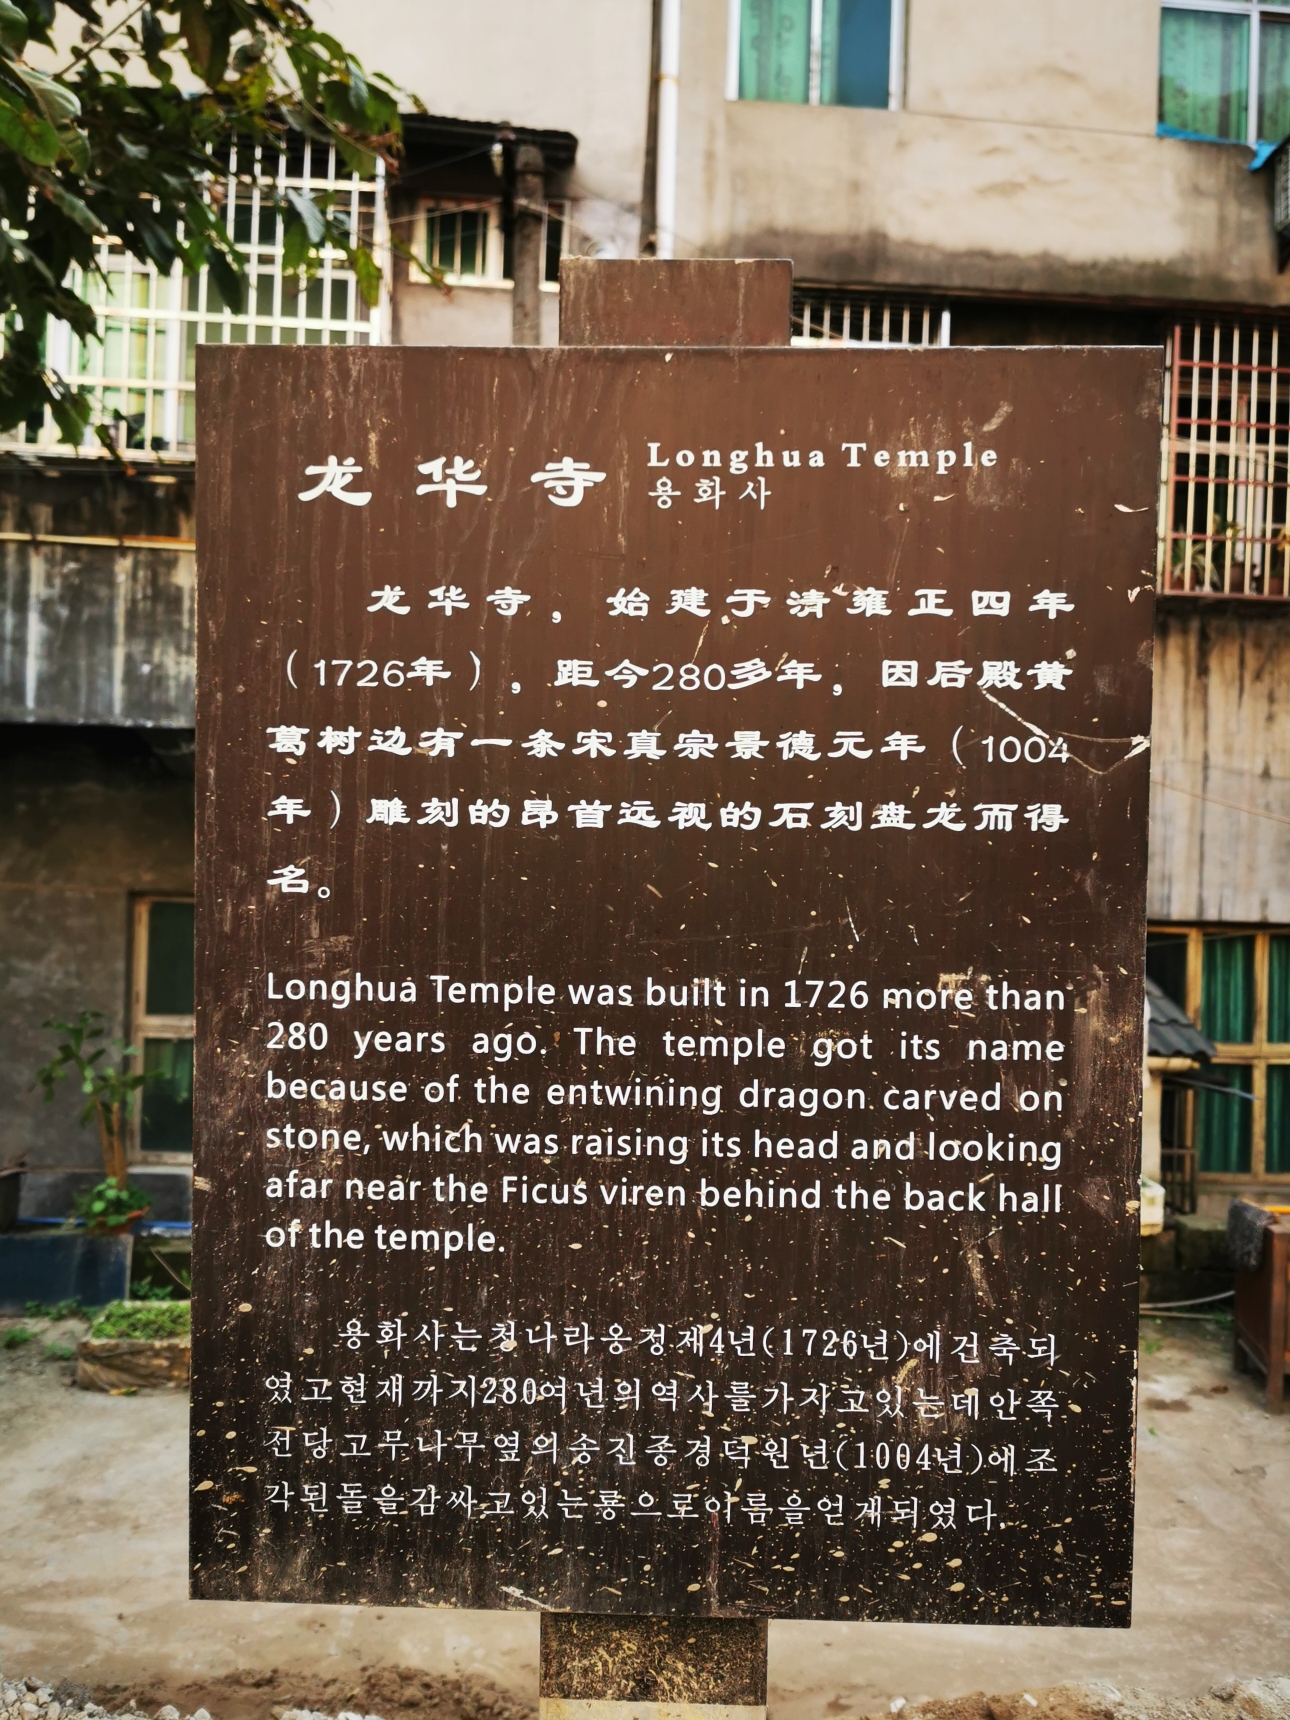 龙华寺
Longhua Temple
용화사
龙华寺，始建于清雍正四年
（1726年），距今280多年，因后殿黄
葛树边有一条宋真宗景德元年（1004
年）雕刻的昂首远视的石刻盘龙而得
名。
Longhua Temple was built in 1726 more than
280 years ago. The temple got its name
because of the entwining dragon carved on
stone, which was raising its head and looking
afar near the Ficus viren behind the back hall
of the temple.
용화사는청나라옹정제4년(1726년)에건축되
였고현재까지280여년의역사를가지고있는데안쪽
전당고무나무옆의송진종경덕원년(1004년)에조
각된돌을감싸고있는룡으로이름을얻게되였다.